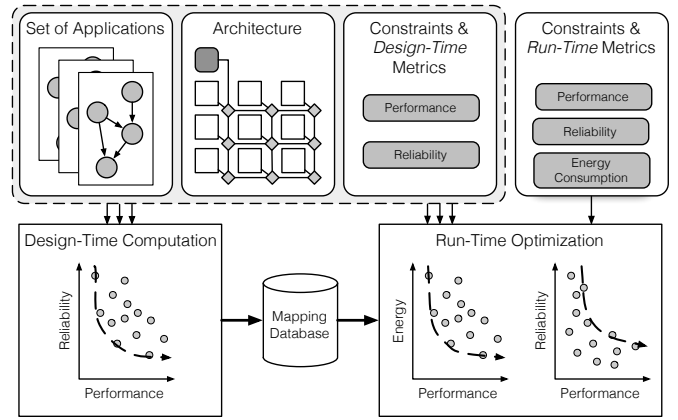 Set of Applications
Architecture
Constraints &
Design-Time
Metrics
Performance
Reliability
Constraints &
Run-Time Metrics
Performance
Reliability
Energy
Consumption
Design-Time Computation
Reliability
Performance
Mapping
Database
Run-Time Optimization
Energy
Performance
Reliability
Performance